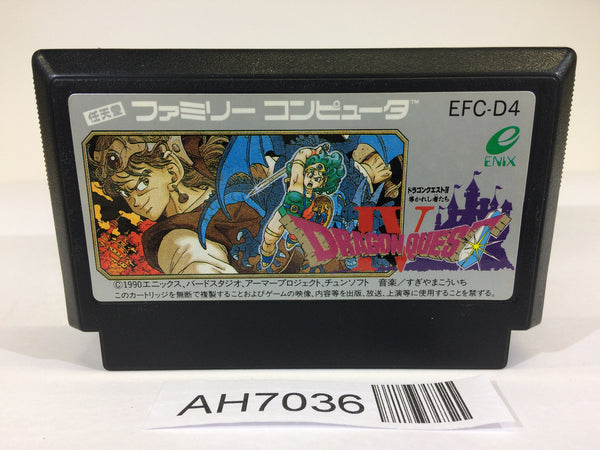 任天堂 ファミリー コンピュータ™ EFC-D4
ENIX
ドラゴンクエストIV
導かれし者たち
IV
DRAGON QUEST
©1990エニックス、バードスタジオ、アーマープロジェクト、チュンソフト 音楽／すぎやまこういち
このカートリッジを無断で複製することおよびゲームの映像、内容等を出版、放送、上演等に使用することを禁ずる。
AH7036